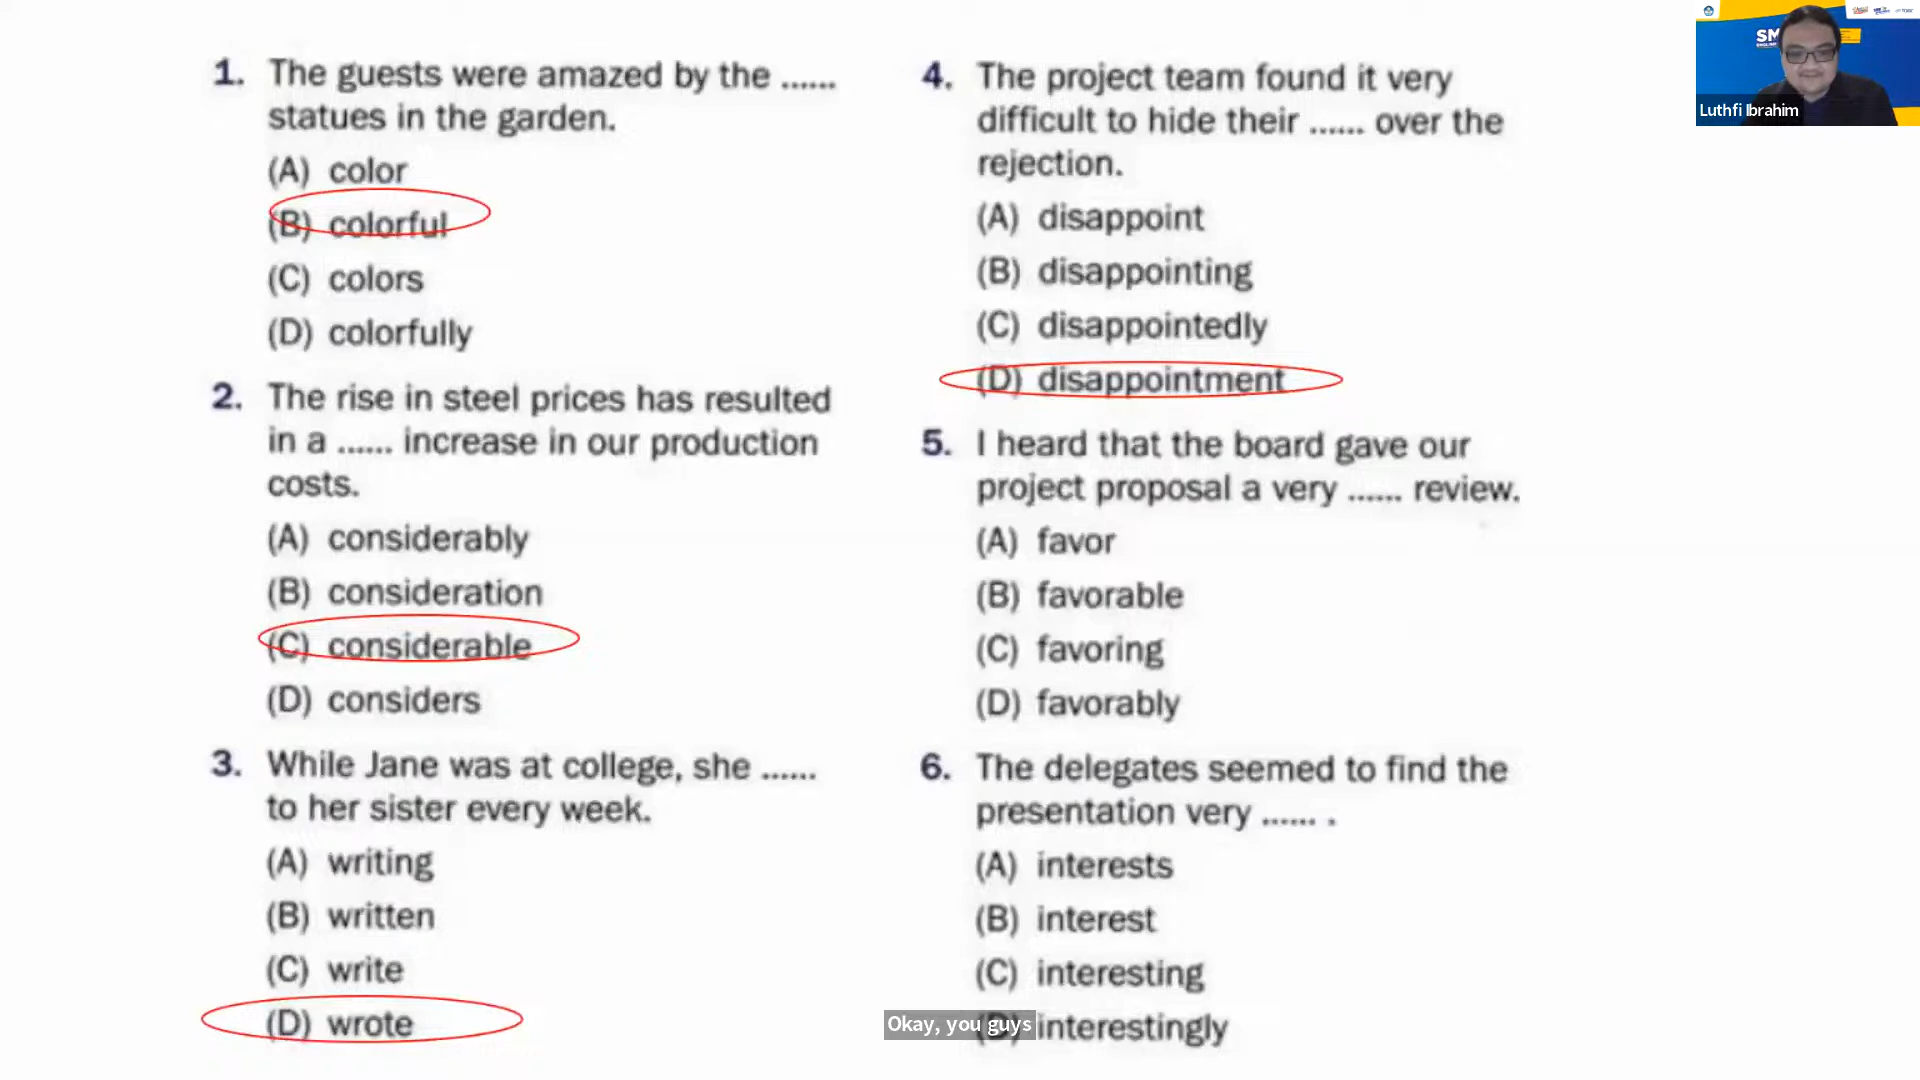 1. The guests were amazed by the ......
statues in the garden.
(A) color
(B) colorful
(C) colors
(D) colorfully
2. The rise in steel prices has resulted
in a ...... increase in our production
costs.
(A) considerably
(B) consideration
(C) considerable
(D) considers
3. While Jane was at college, she ......
to her sister every week.
(A) writing
(B) written
(C) write
(D) wrote
4. The project team found it very
difficult to hide their ...... over the
rejection.
(A) disappoint
(B) disappointing
(C) disappointedly
(D) disappointment
5. I heard that the board gave our
project proposal a very ...... review.
(A) favor
(B) favorable
(C) favoring
(D) favorably
6. The delegates seemed to find the
presentation very ...... .
(A) interests
(B) interest
(C) interesting
(D) interestingly
Okay, you guys
SM
Luthfi Ibrahim